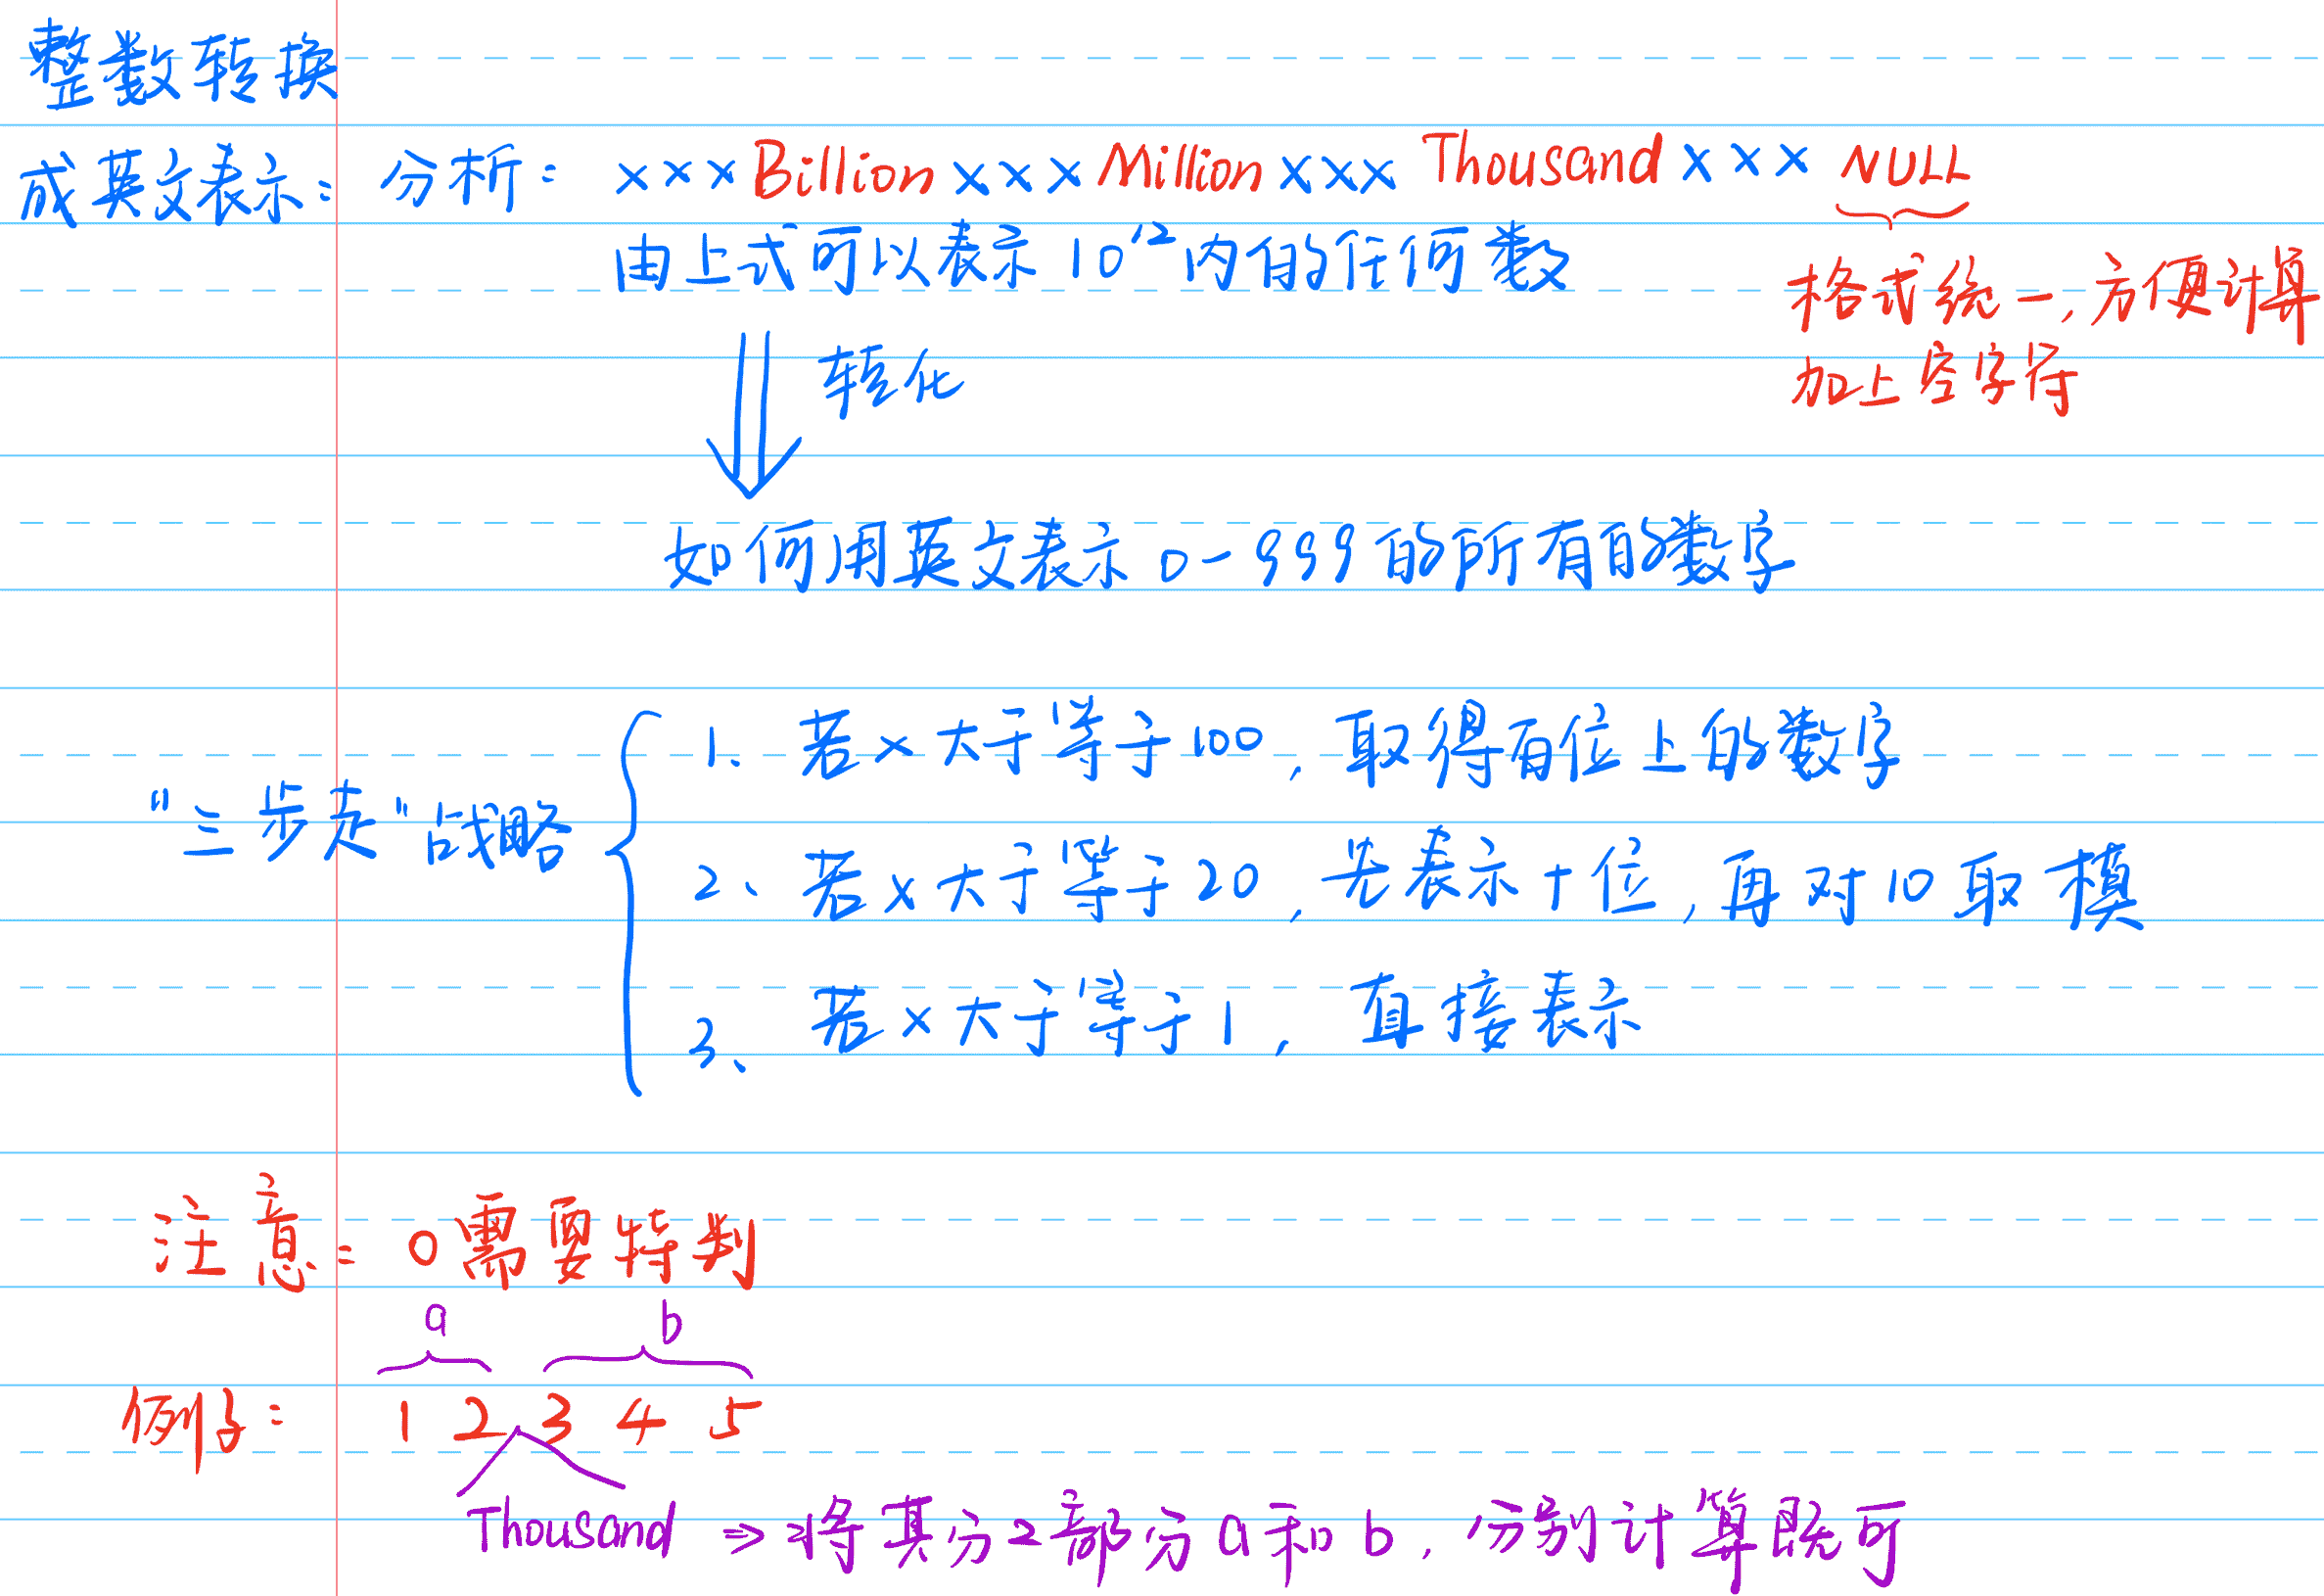 整数转换
成英文表示: 分析: xxx Billion xxx Million xxx Thousand xxx NULL
由上式可以表示 10^12 内的任何数
格式统一,方便计算
加上空字符
转化
如何用英文表示 0-999 的所有的数字
"三步走"战略
1、若x大于等于100,取得百位上的数字
2、若x大于等于20,先表示十位,再对10取模
3、若x大于等于1,直接表示
注意: 0需要特判
a b
例子: 1 2 3 4 5
Thousand => 将其分2部分a和b,分别计算既可